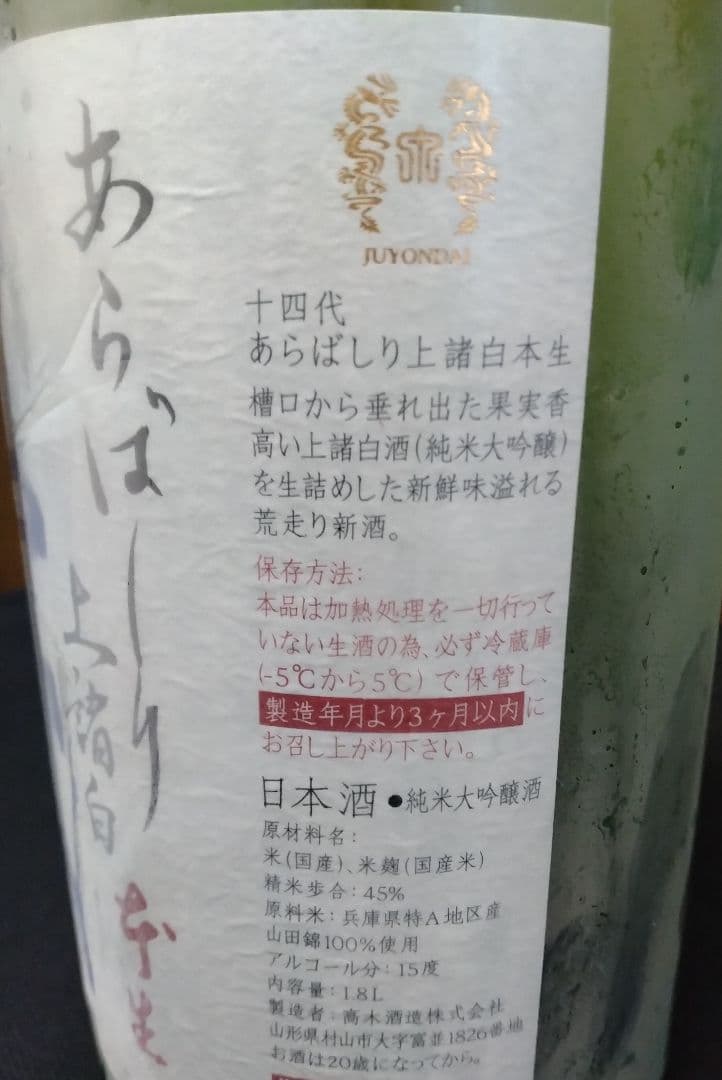 あらばしり
上諸白
本生
JUYONDAI
十四代
あらばしり上諸白本生
槽口から垂れ出た果実香
高い上諸白酒(純米大吟醸)
を生詰めした新鮮味溢れる
荒走り新酒。
保存方法:
本品は加熱処理を一切行って
いない生酒の為、必ず冷蔵庫
(-5℃から5℃)で保管し、
製造年月より3ヶ月以内に
お召し上がり下さい。
日本酒●純米大吟醸酒
原材料名:
米(国産)、米麹(国産米)
精米歩合:45%
原料米:兵庫県特A地区産
山田錦100%使用
アルコール分:15度
内容量:1.8L
製造者:高木酒造株式会社
山形県村山市大字富並1826番地
お酒は20歳になってから。